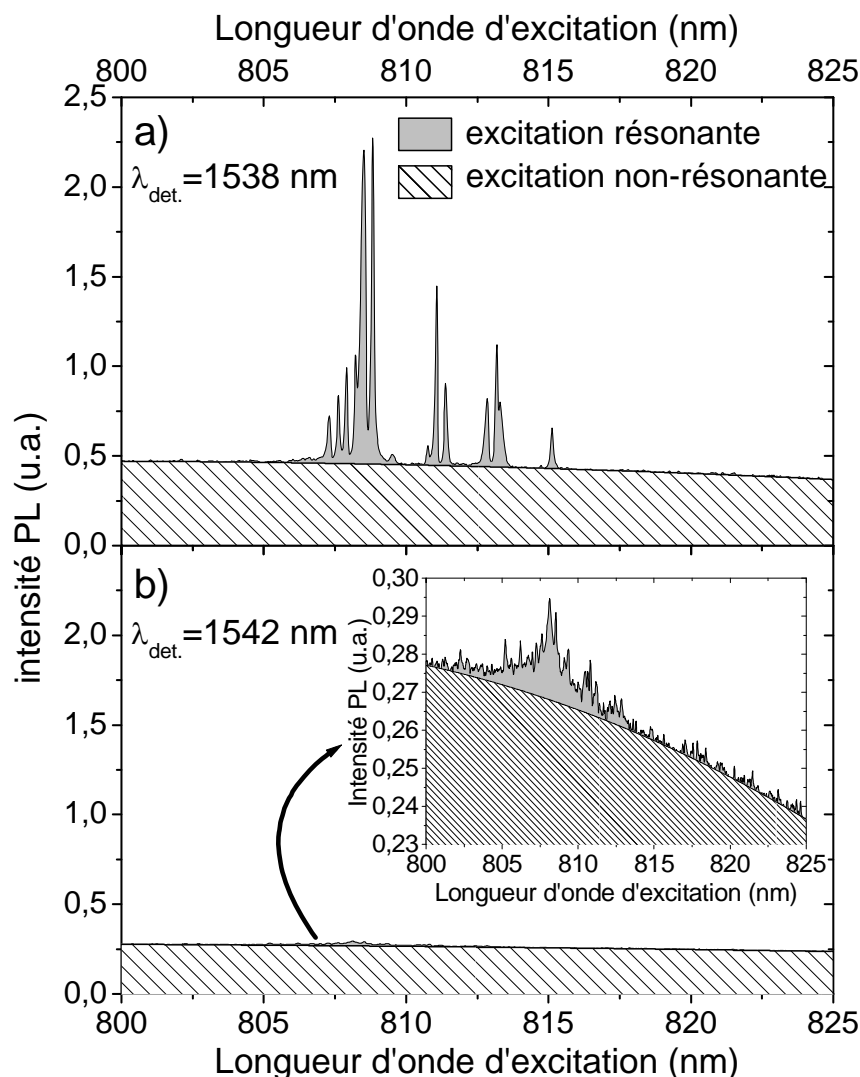 Longueur d'onde d'excitation (nm)
800 805 810 815 820 825
2,5
2,0
1,5
1,0
0,5
0,0
a)
λdet.=1538 nm
excitation résonante
excitation non-résonante
intensité PL (u.a.)
b)
λdet.=1542 nm
2,0
1,5
1,0
0,5
0,0
0,30
0,29
0,28
0,27
0,26
0,25
0,24
0,23
Intensité PL (u.a.)
800 805 810 815 820 825
Longueur d'onde d'excitation (nm)
800 805 810 815 820 825
Longueur d'onde d'excitation (nm)